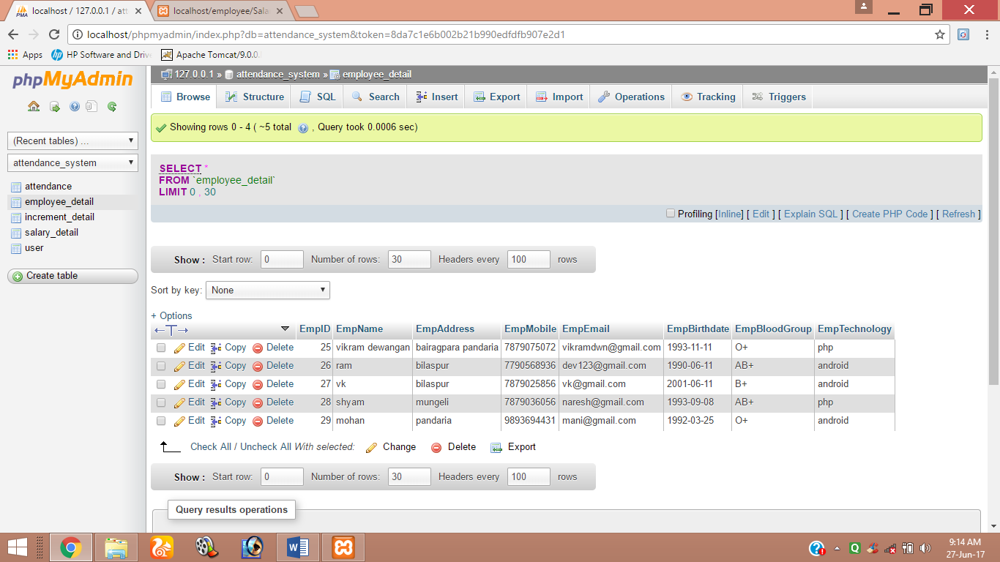 localhost / 127.0.0.1 / att
localhost/employee/Sala
localhost/phpmyadmin/index.php?db=attendance_system&token=8da7c1e6b002b21b990edfdfb907e2d1
Apps HP Software and Drive Apache Tomcat/9.0.0.
phpMyAdmin
(Recent tables) ...
attendance_system
attendance
employee_detail
increment_detail
salary_detail
user
Create table
127.0.0.1 » attendance_system » employee_detail
Browse Structure SQL Search Insert Export Import Operations Tracking Triggers
Showing rows 0 - 4 ( ~5 total , Query took 0.0006 sec)
SELECT *
FROM `employee_detail`
LIMIT 0 , 30
Profiling [Inline] [ Edit ] [ Explain SQL ] [ Create PHP Code ] [ Refresh ]
Show : Start row: 0 Number of rows: 30 Headers every 100 rows
Sort by key: None
+ Options
EmpID EmpName EmpAddress EmpMobile EmpEmail EmpBirthdate EmpBloodGroup EmpTechnology
Edit Copy Delete 25 vikram dewangan bairagpara pandaria 7879075072 vikramdwn@gmail.com 1993-11-11 O+ php
Edit Copy Delete 26 ram bilaspur 7790568936 dev123@gmail.com 1990-06-11 AB+ android
Edit Copy Delete 27 vk bilaspur 7879025856 vk@gmail.com 2001-06-11 B+ android
Edit Copy Delete 28 shyam mungeli 7879036056 naresh@gmail.com 1993-09-08 AB+ php
Edit Copy Delete 29 mohan pandaria 9893694431 mani@gmail.com 1992-03-25 O+ android
Check All / Uncheck All With selected: Change Delete Export
Show : Start row: 0 Number of rows: 30 Headers every 100 rows
Query results operations
9:14 AM
27-Jun-17